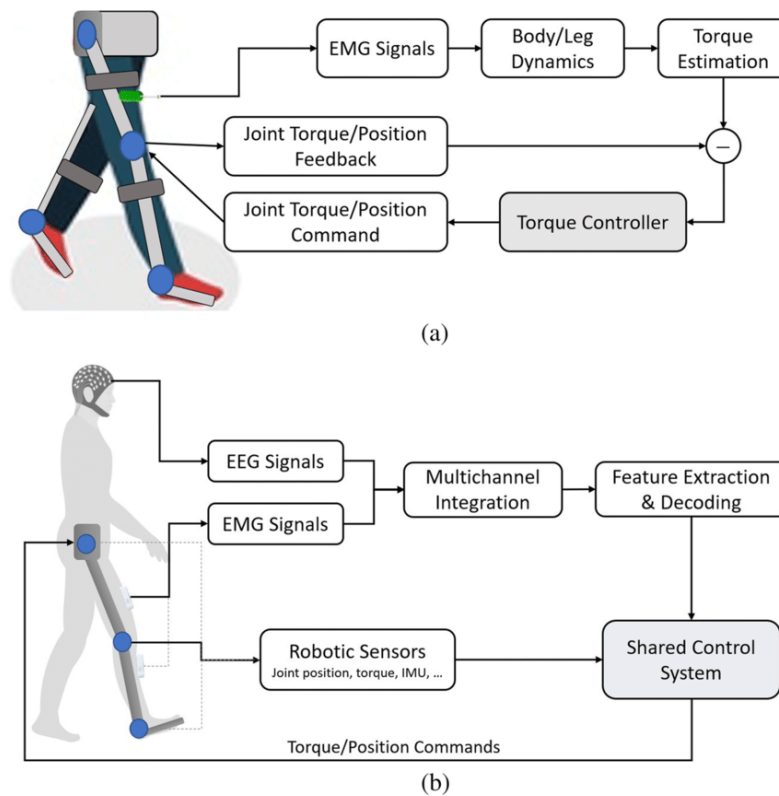 EMG Signals
Body/Leg
Dynamics
Torque
Estimation
Joint Torque/Position
Feedback
−
Joint Torque/Position
Command
Torque Controller
(a)
EEG Signals
EMG Signals
Multichannel
Integration
Feature Extraction
& Decoding
Robotic Sensors
Joint position, torque, IMU, ...
Shared Control
System
Torque/Position Commands
(b)